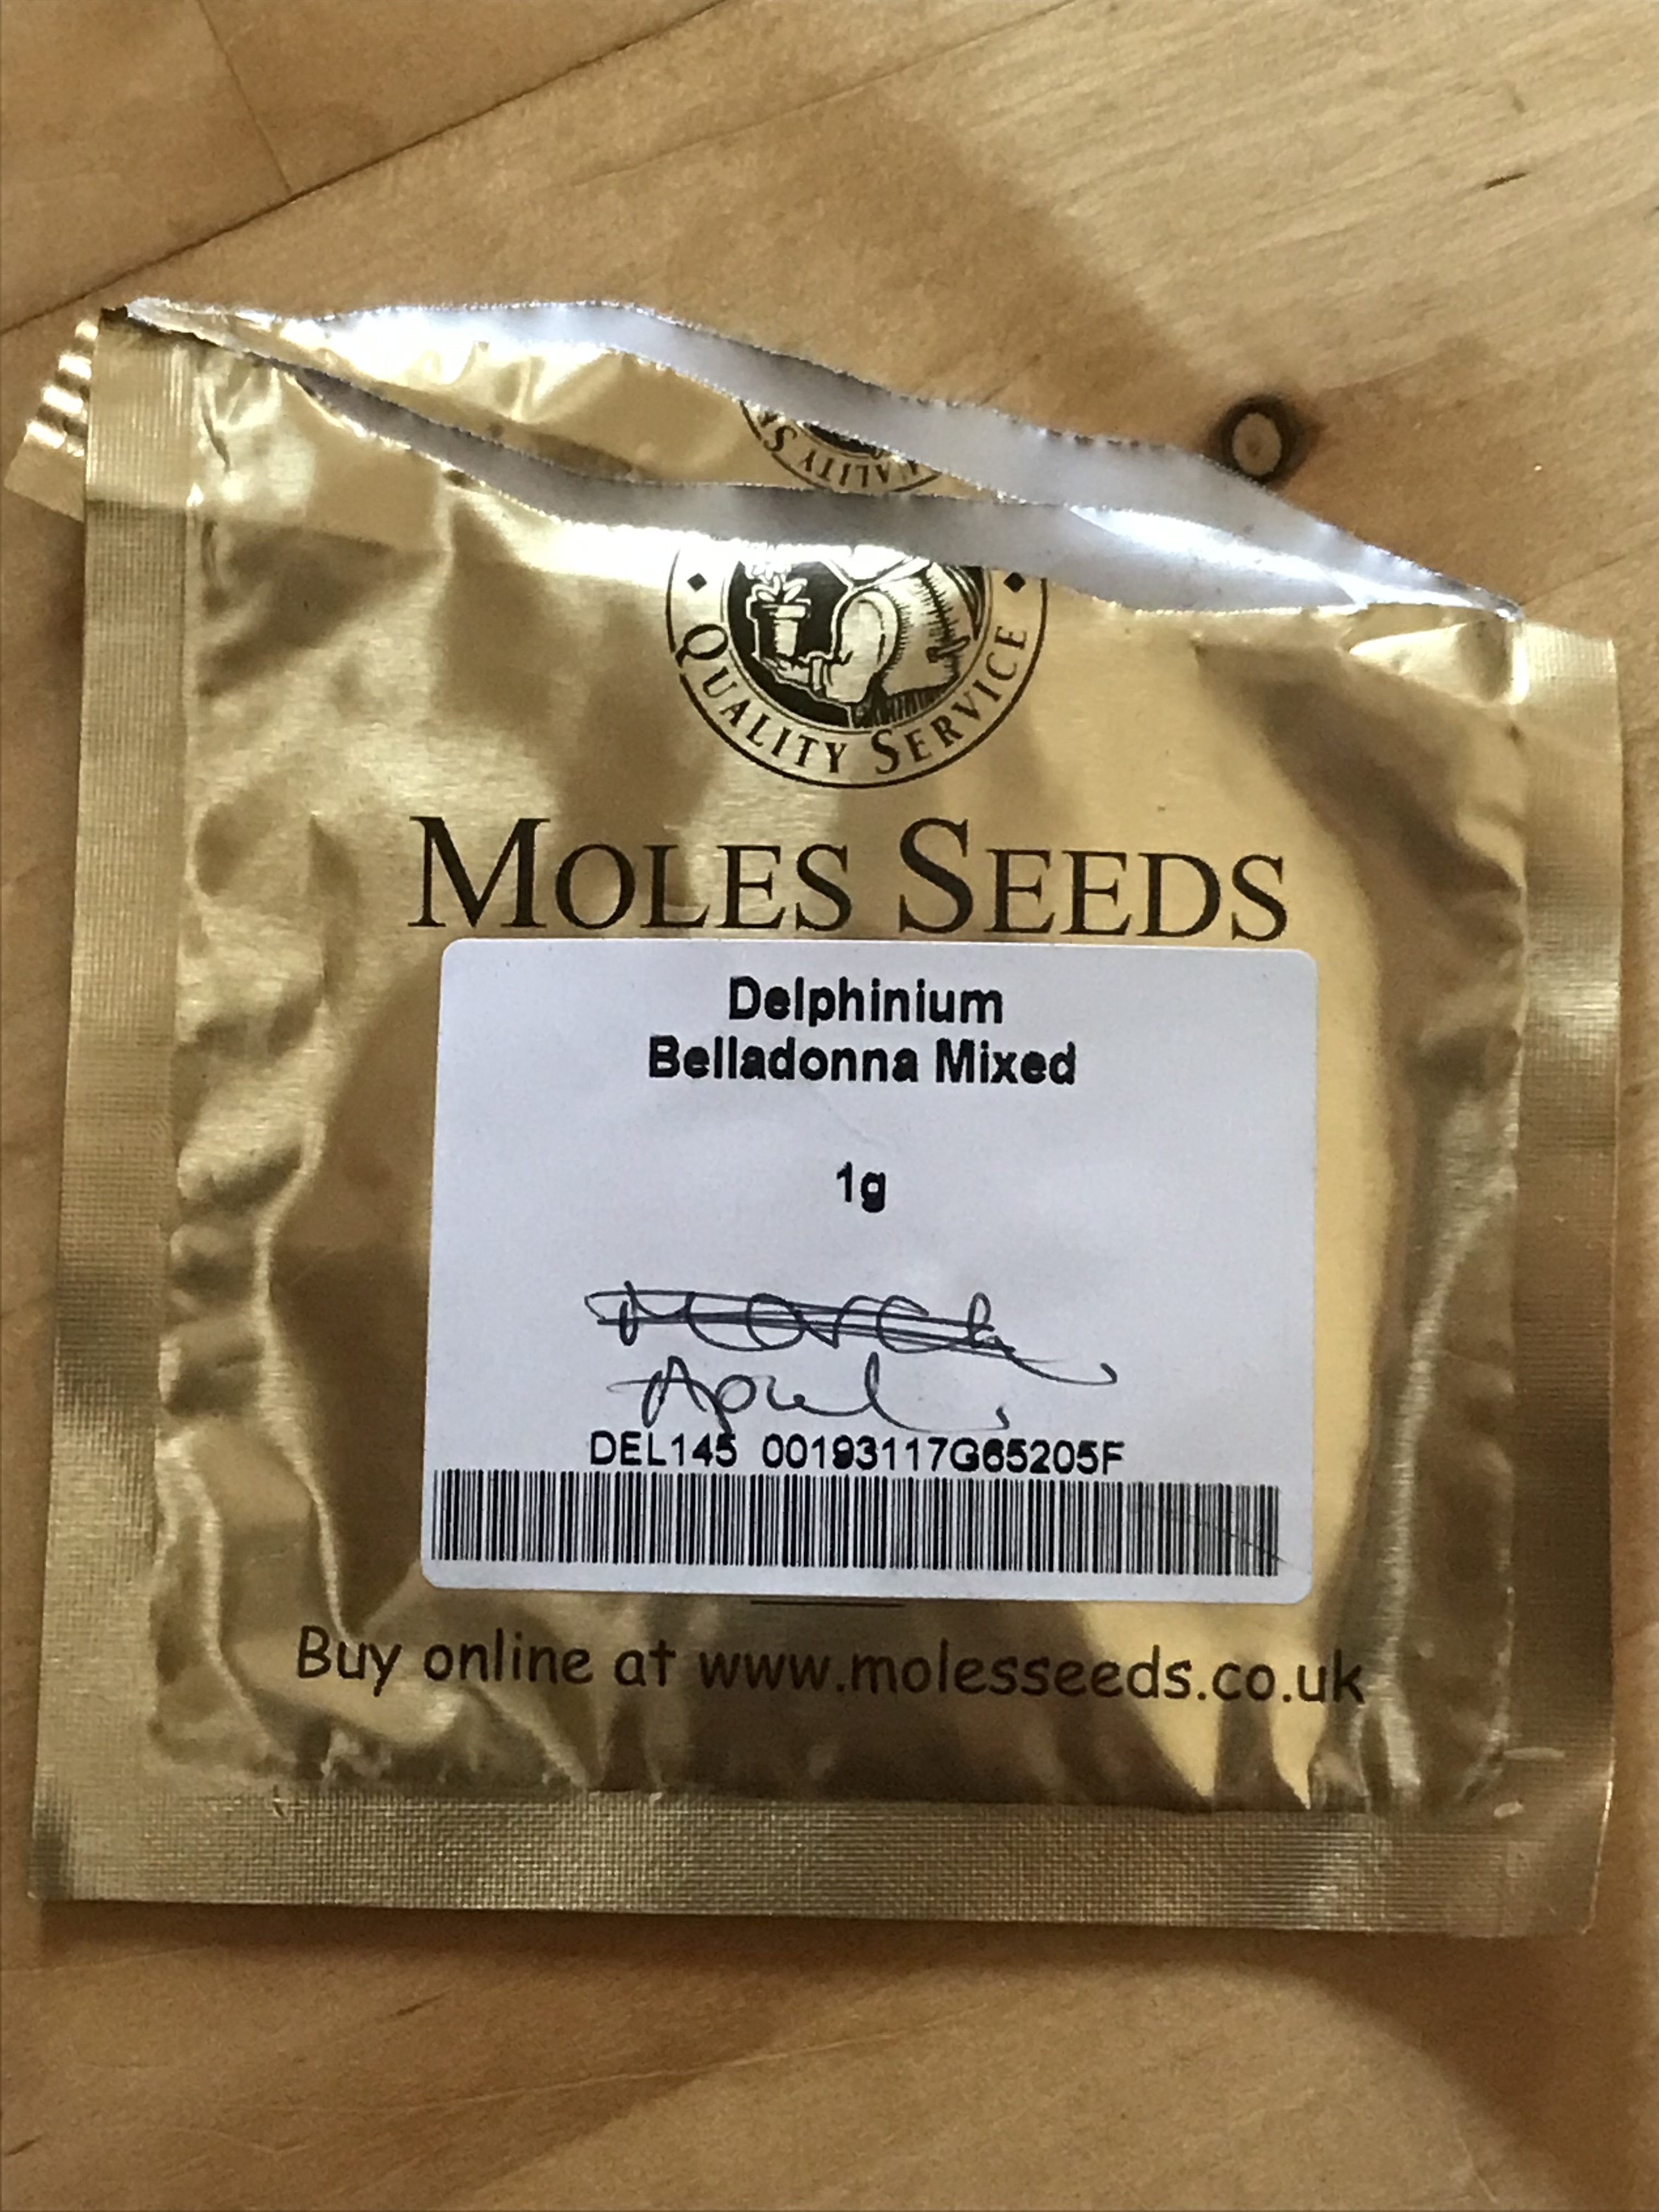 ALITY S
QUALITY SERVICE
MOLES SEEDS
Delphinium
Belladonna Mixed
1g
March
April
DEL145 00193117G65205F
Buy online at www.molesseeds.co.uk